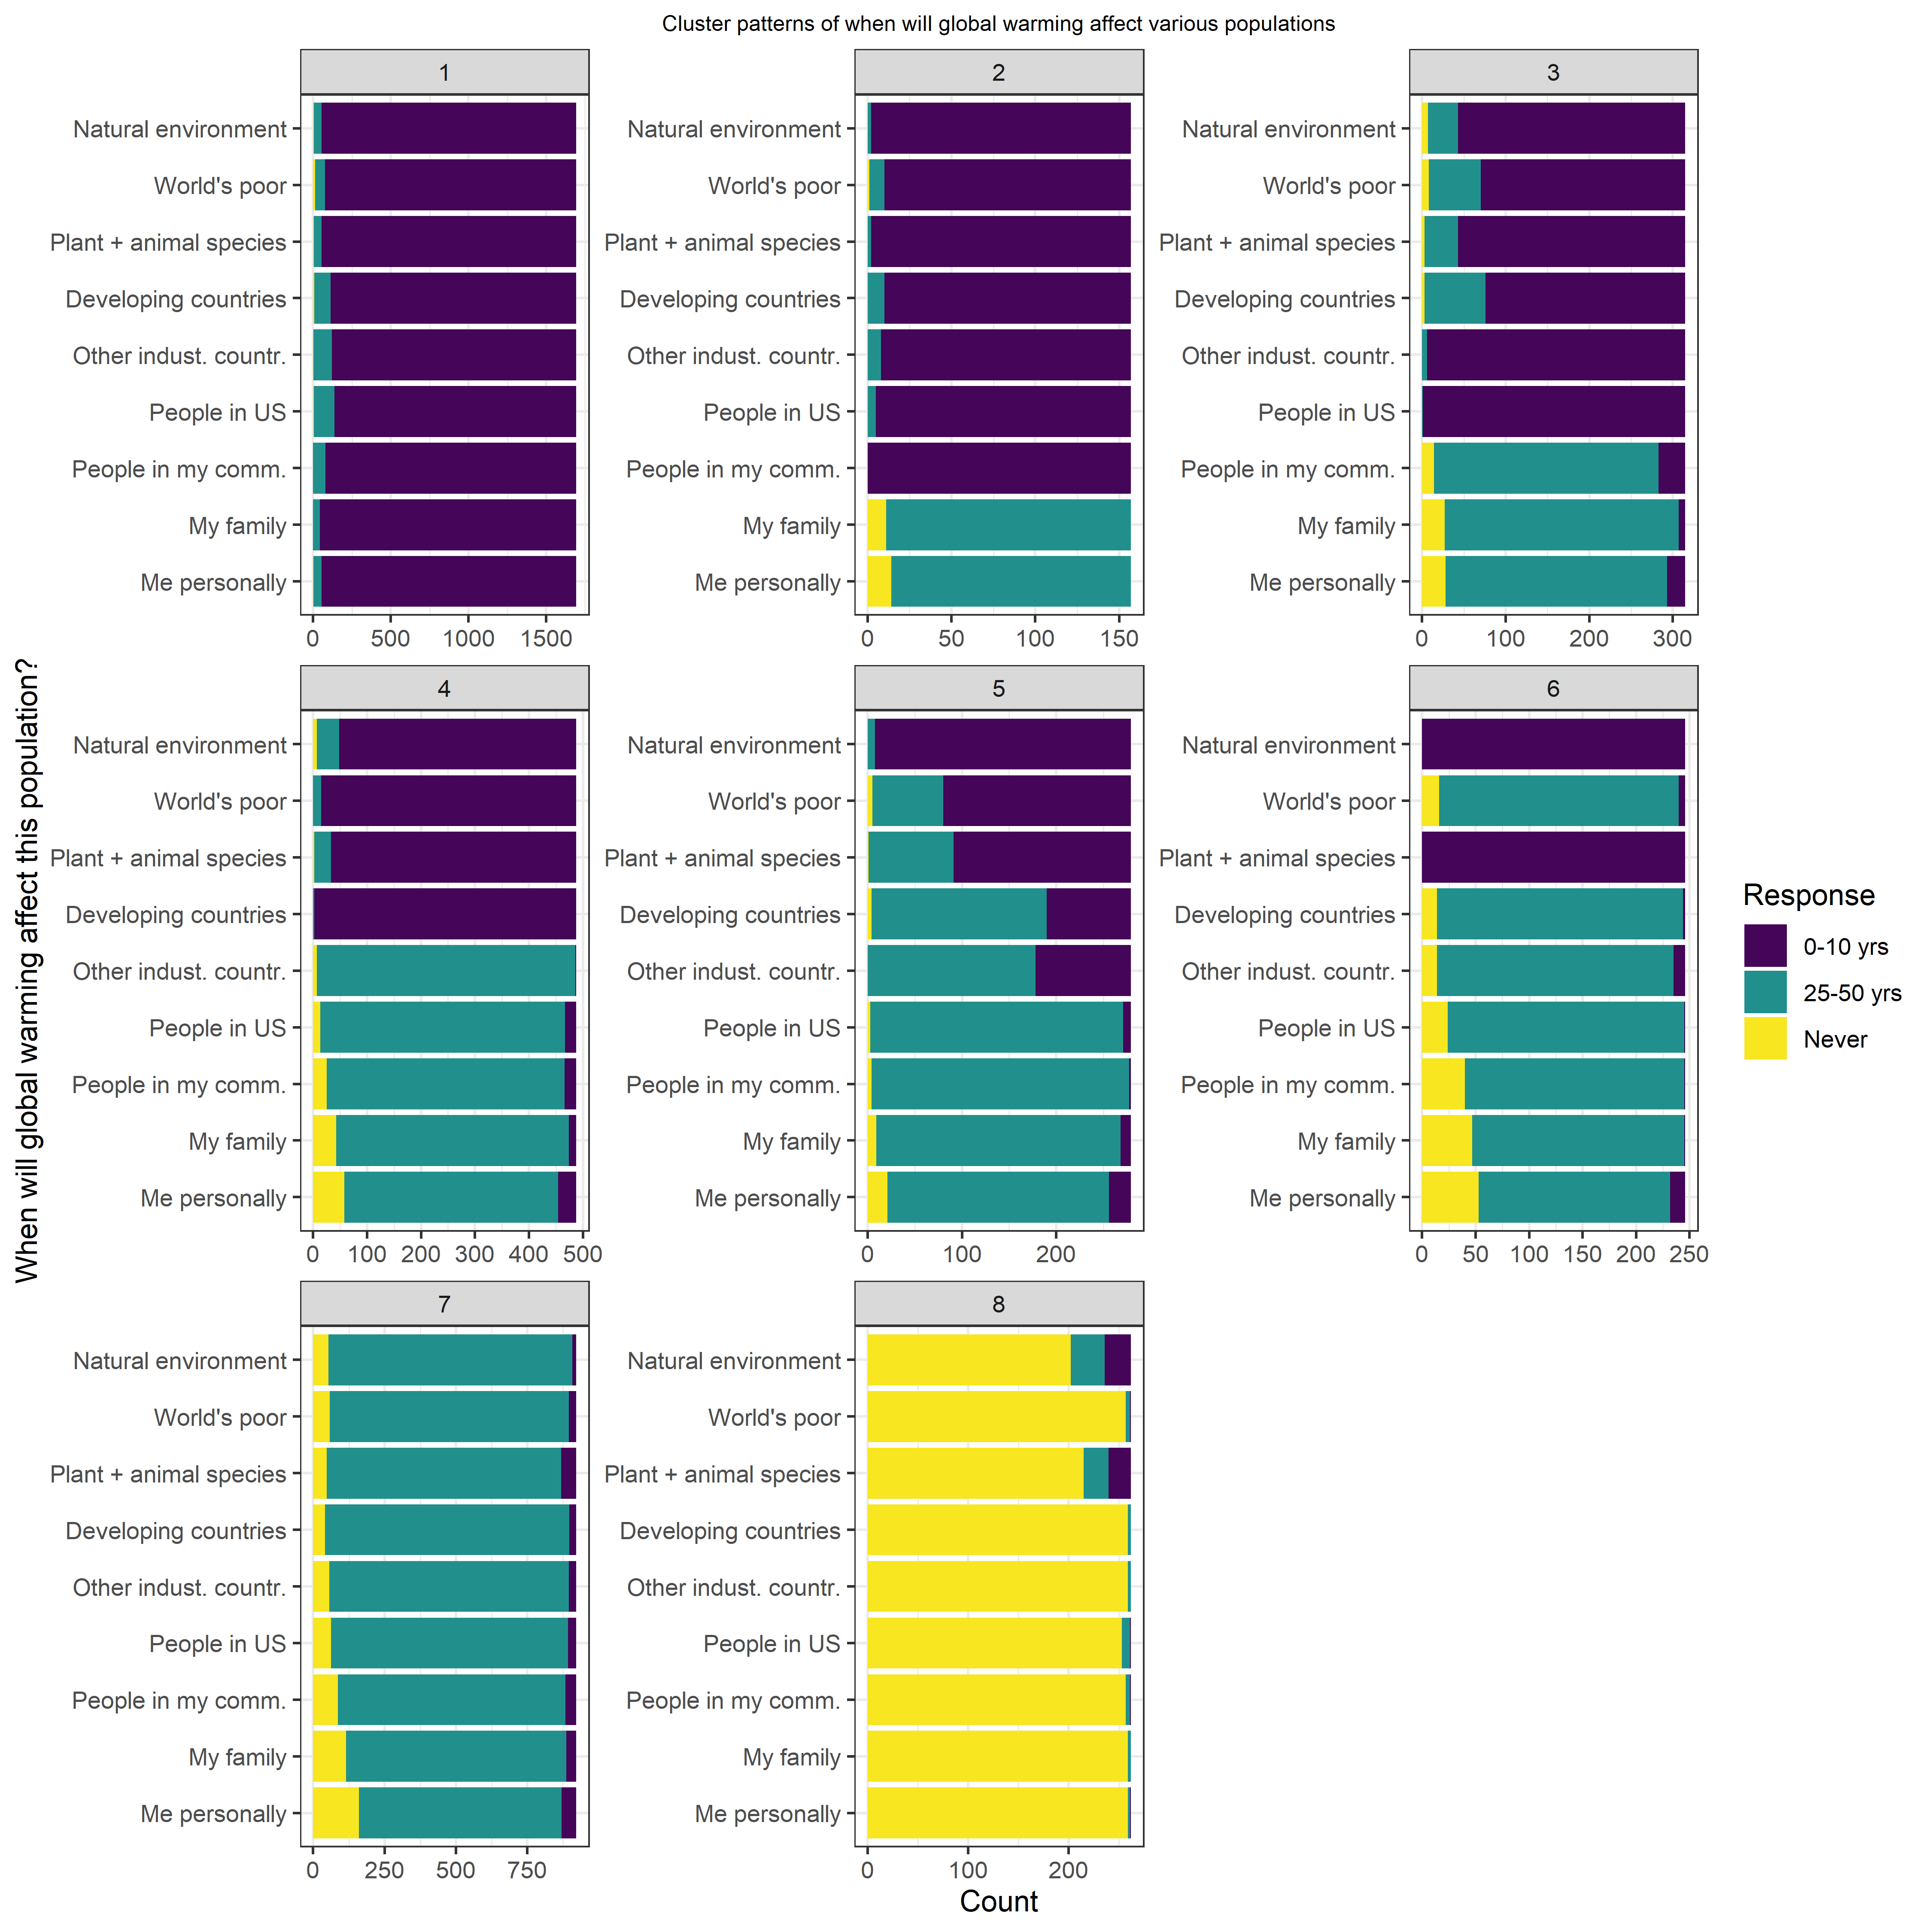 Cluster patterns of when will global warming affect various populations
When will global warming affect this population?
1
Natural environment
World's poor
Plant + animal species
Developing countries
Other indust. countr.
People in US
People in my comm.
My family
Me personally
0 500 1000 1500
2
Natural environment
World's poor
Plant + animal species
Developing countries
Other indust. countr.
People in US
People in my comm.
My family
Me personally
0 50 100 150
3
Natural environment
World's poor
Plant + animal species
Developing countries
Other indust. countr.
People in US
People in my comm.
My family
Me personally
0 100 200 300
4
Natural environment
World's poor
Plant + animal species
Developing countries
Other indust. countr.
People in US
People in my comm.
My family
Me personally
0 100 200 300 400 500
5
Natural environment
World's poor
Plant + animal species
Developing countries
Other indust. countr.
People in US
People in my comm.
My family
Me personally
0 100 200
6
Natural environment
World's poor
Plant + animal species
Developing countries
Other indust. countr.
People in US
People in my comm.
My family
Me personally
0 50 100 150 200 250
7
Natural environment
World's poor
Plant + animal species
Developing countries
Other indust. countr.
People in US
People in my comm.
My family
Me personally
0 250 500 750
8
Natural environment
World's poor
Plant + animal species
Developing countries
Other indust. countr.
People in US
People in my comm.
My family
Me personally
0 100 200
Count
Response
0-10 yrs
25-50 yrs
Never